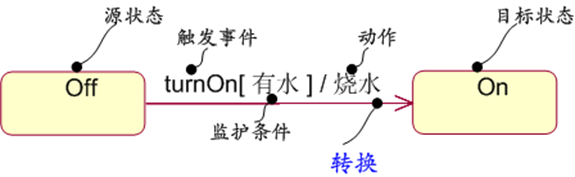 源状态
触发事件
动作
目标状态
Off
turnOn[ 有水 ] / 烧水
On
监护条件
转换